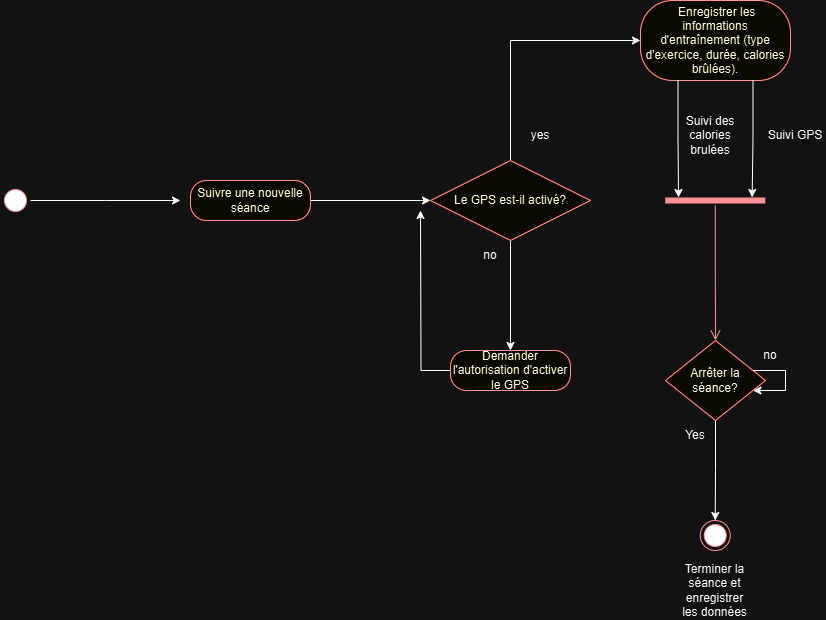 Enregistrer les
informations
d'entraînement (type
d'exercice, durée, calories
brûlées).
Suivi des
calories
brulées
Suivi GPS
yes
Suivre une nouvelle
séance
Le GPS est-il activé?
no
Demander
l'autorisation d'activer
le GPS
no
Arrêter la
séance?
Yes
Terminer la
séance et
enregistrer
les données